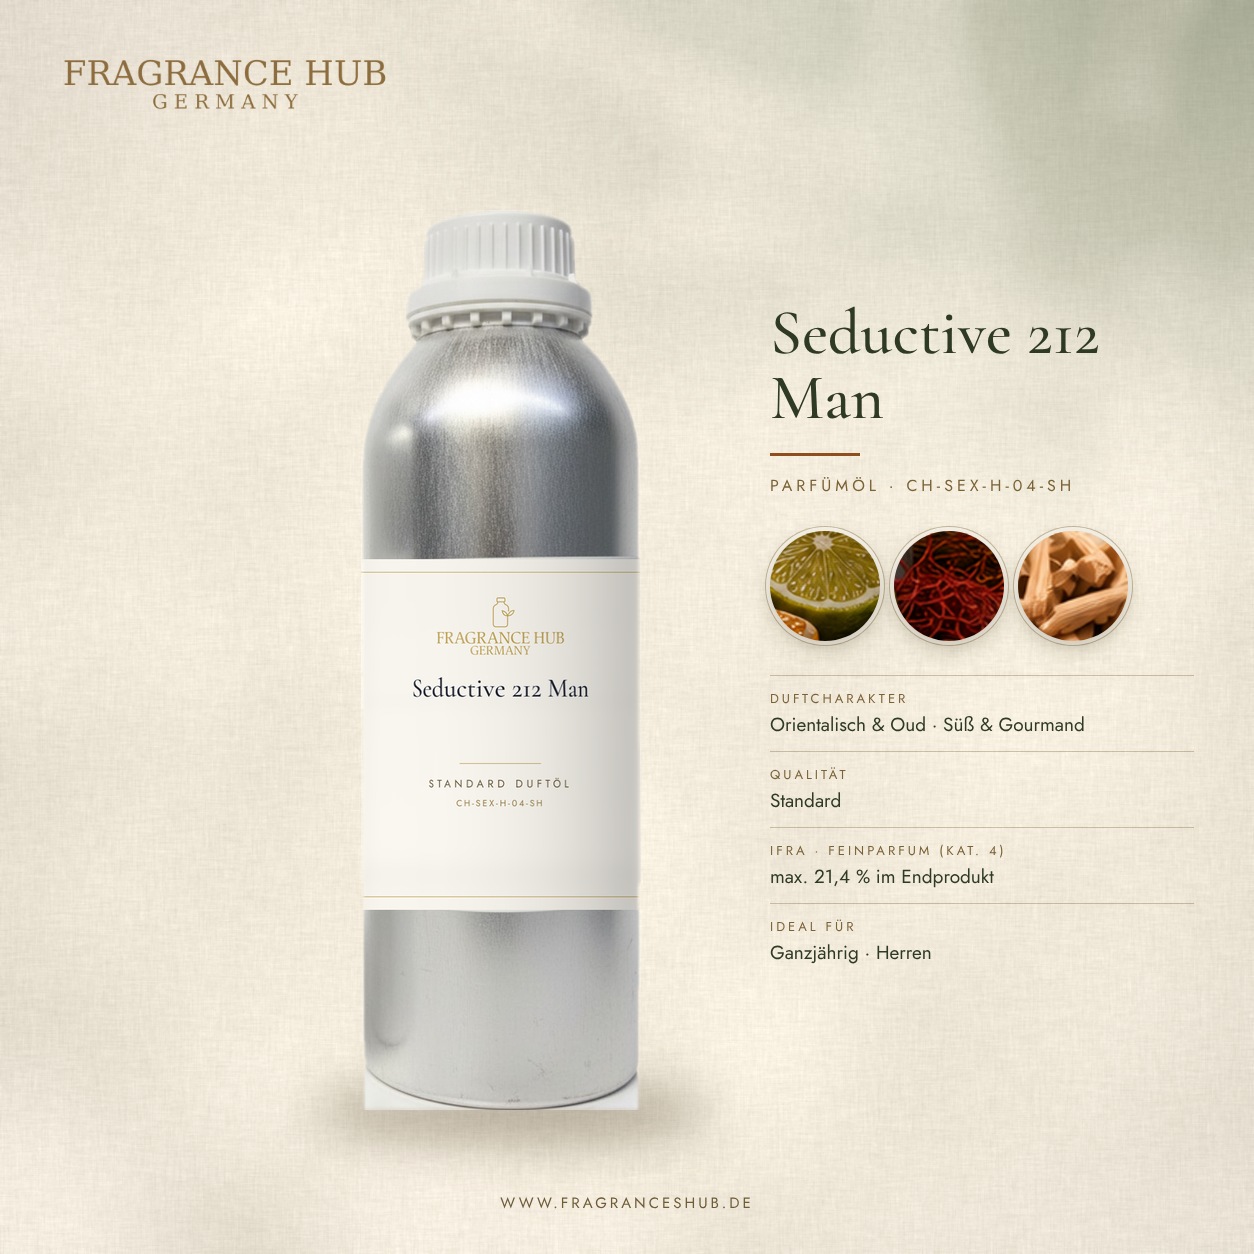 FRAGRANCE HUB
GERMANY
Seductive 212
Man
PARFÜMÖL · CH-SEX-H-04-SH
FRAGRANCE HUB
GERMANY
Seductive 212 Man
STANDARD DUFTÖL
CH-SEX-H-04-SH
DUFTCHARAKTER
Orientalisch & Oud · Süß & Gourmand
QUALITÄT
Standard
IFRA · FEINPARFUM (KAT. 4)
max. 21,4 % im Endprodukt
IDEAL FÜR
Ganzjährig · Herren
WWW.FRAGRANCESHUB.DE